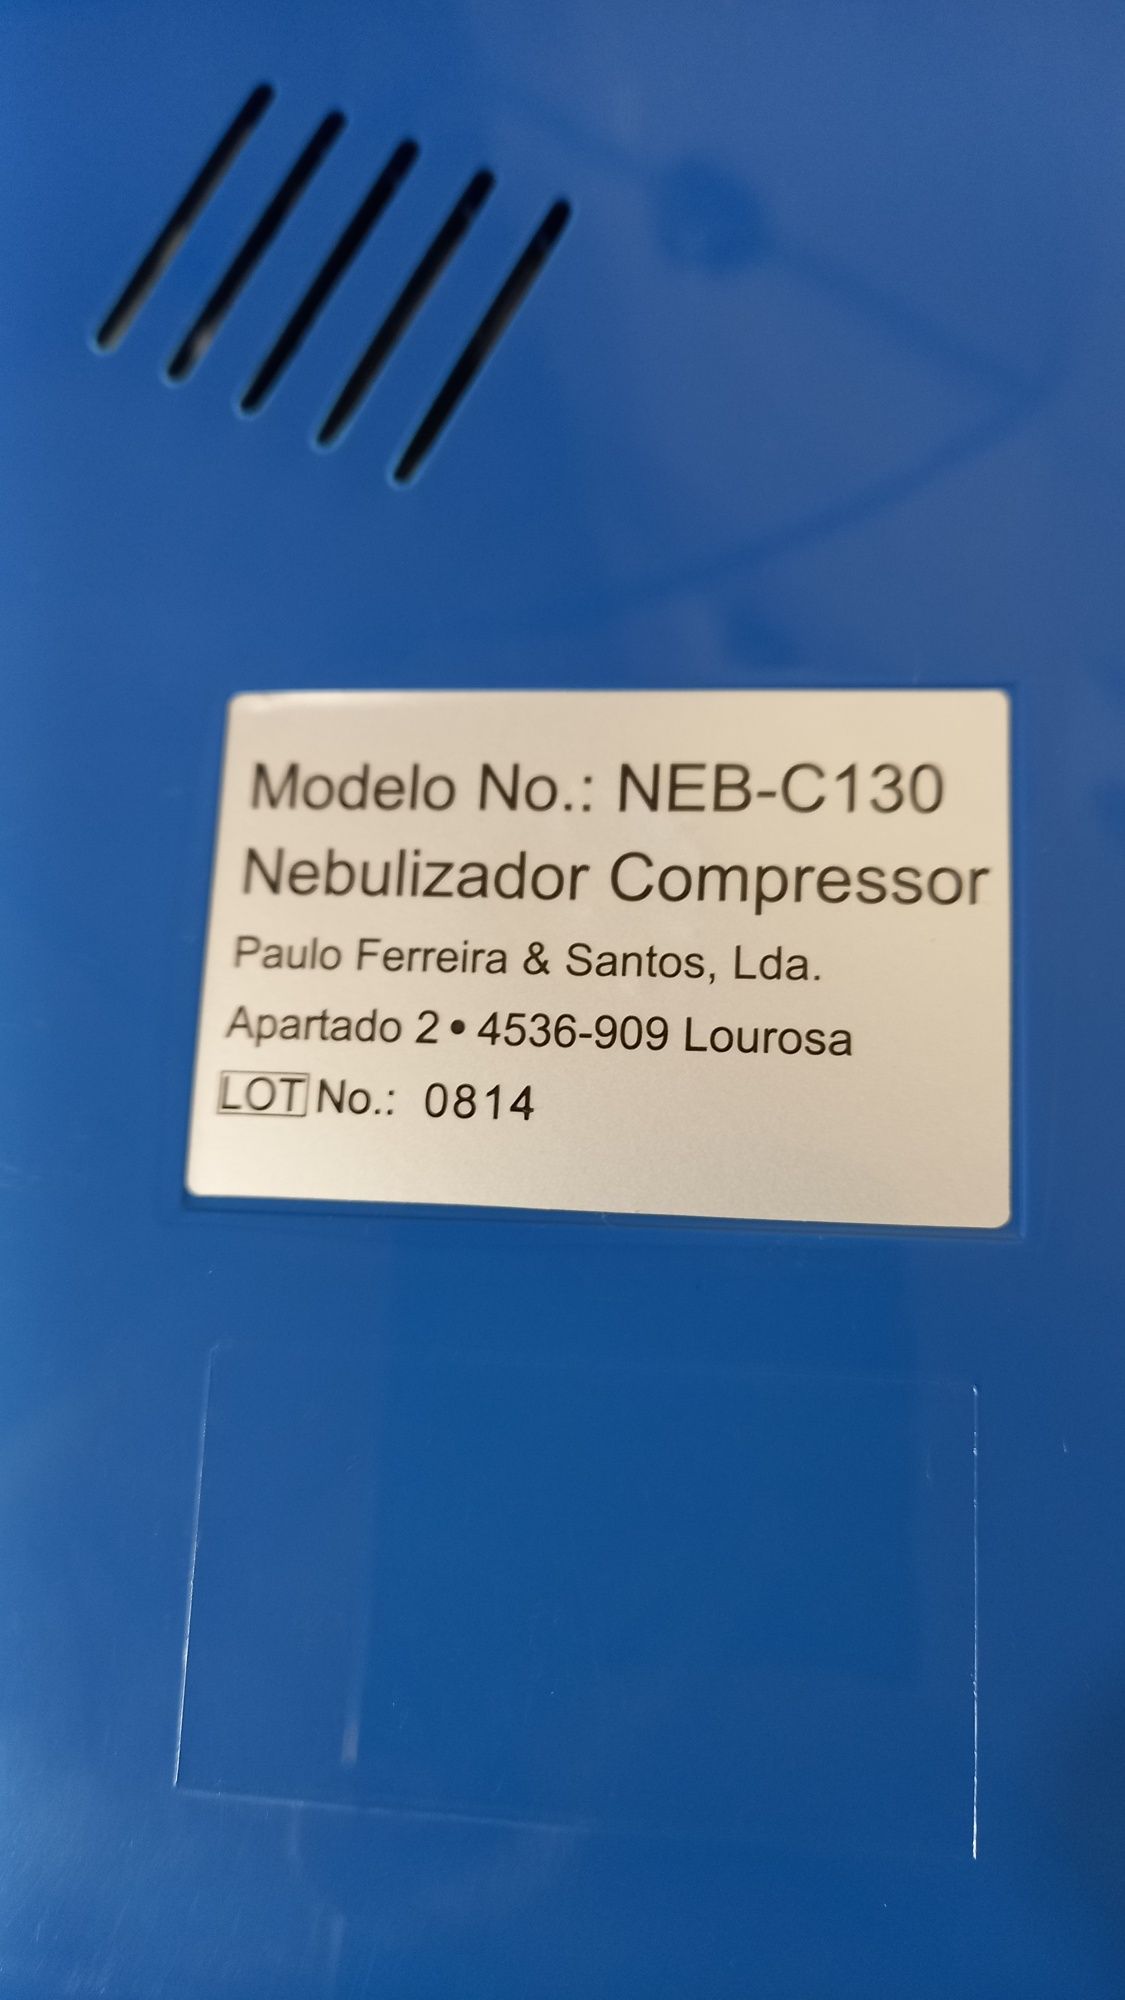 Modelo No.: NEB-C130
Nebulizador Compressor
Paulo Ferreira & Santos, Lda.
Apartado 2 • 4536-909 Lourosa
LOT No.: 0814